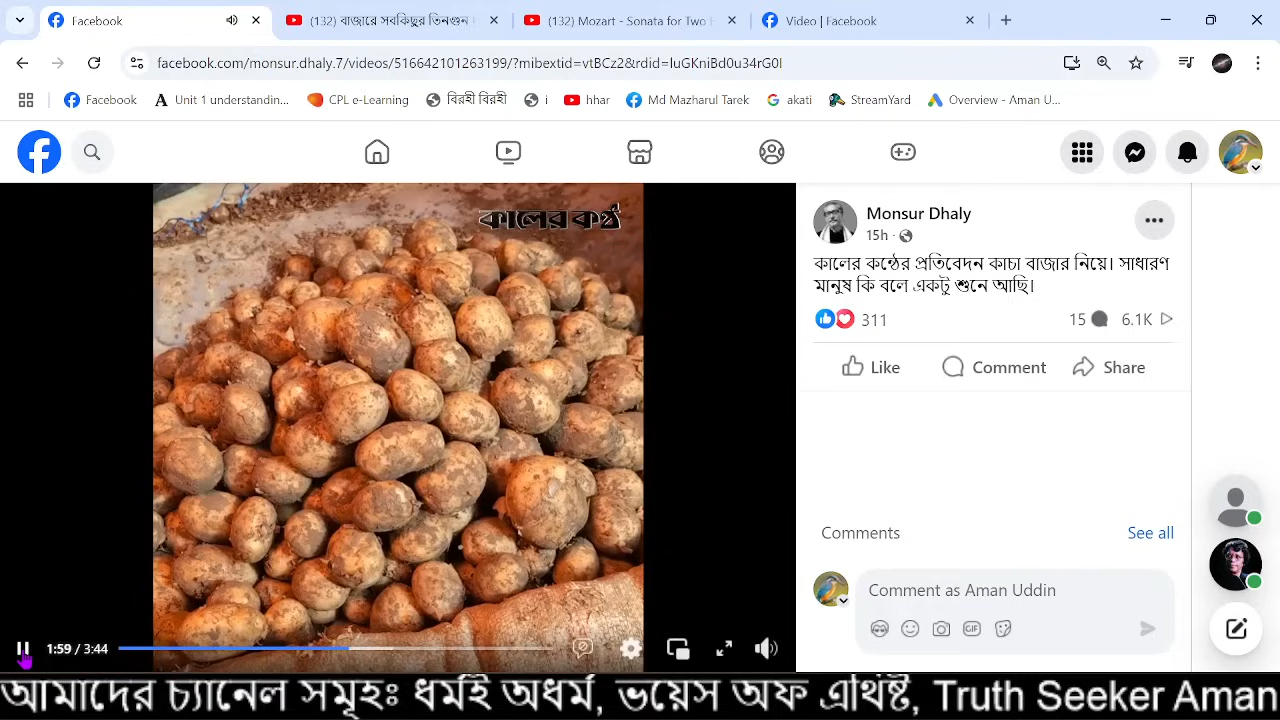 Facebook
(132) বাজারে সবকিছুর তিনগুন
(132) Mozart - Sonata for Two
Video | Facebook
facebook.com/monsur.dhaly.7/videos/516642101263199/?mibextid=vtBCz2&rdid=IuGKniBd0u34rG0I
Facebook
Unit 1 understandin...
CPL e-Learning
বিরহী বিরহী
i
hhar
Md Mazharul Tarek
akati
StreamYard
Overview - Aman U...
কালের কণ্ঠ
Monsur Dhaly
15h
কালের কন্ঠের প্রতিবেদন কাচা বাজার নিয়ে। সাধারণ
মানুষ কি বলে একটু শুনে আছি।
311
15
6.1K
Like
Comment
Share
Comments
See all
Comment as Aman Uddin
GIF
1:59 / 3:44
আমাদের চ্যানেল সমূহঃ ধর্মই অধর্ম, ভয়েস অফ এথিষ্ট, Truth Seeker Aman